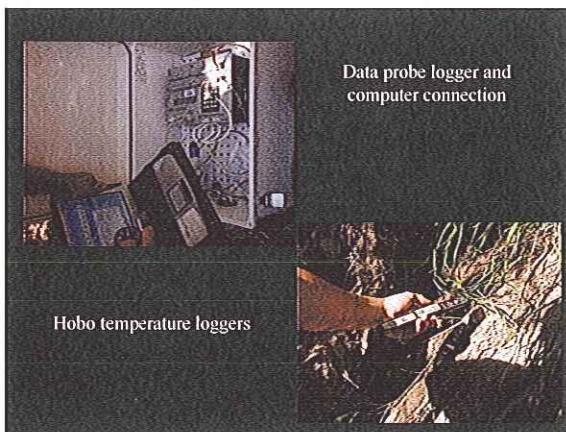 Data probe logger and
computer connection
Hobo temperature loggers